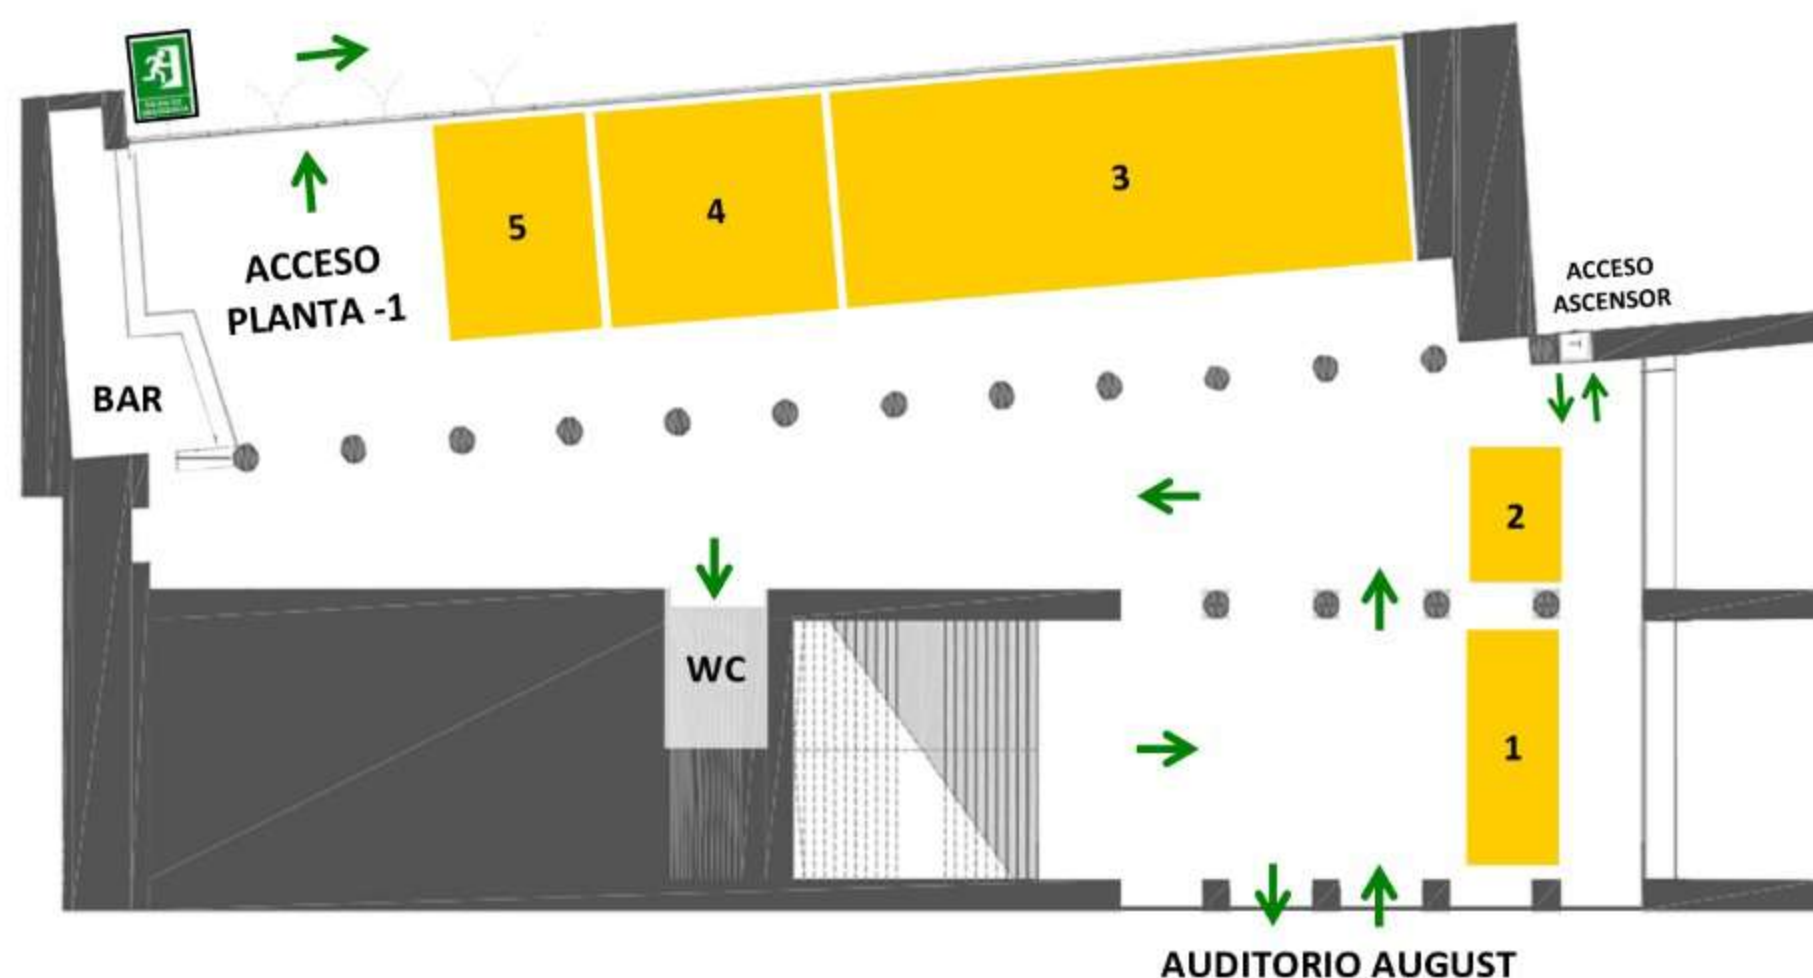 3
4
5
ACCESO
PLANTA -1
ACCESO
ASCENSOR
BAR
2
WC
1
AUDITORIO AUGUST